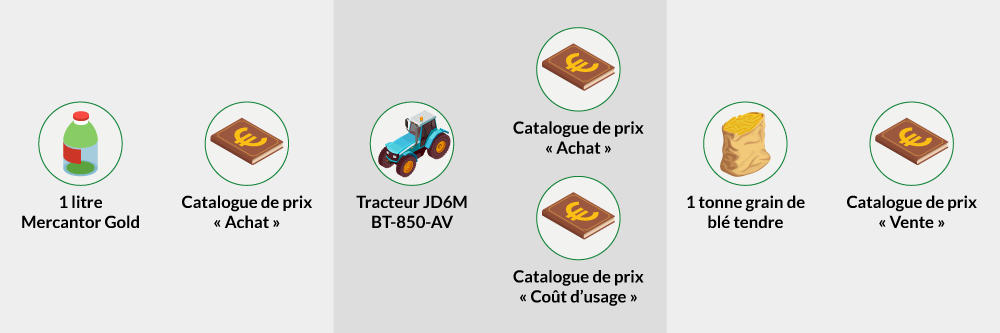 1 litre
Mercantor Gold
Catalogue de prix
« Achat »
Tracteur JD6M
BT-850-AV
Catalogue de prix
« Achat »
Catalogue de prix
« Coût d’usage »
1 tonne grain de
blé tendre
Catalogue de prix
« Vente »